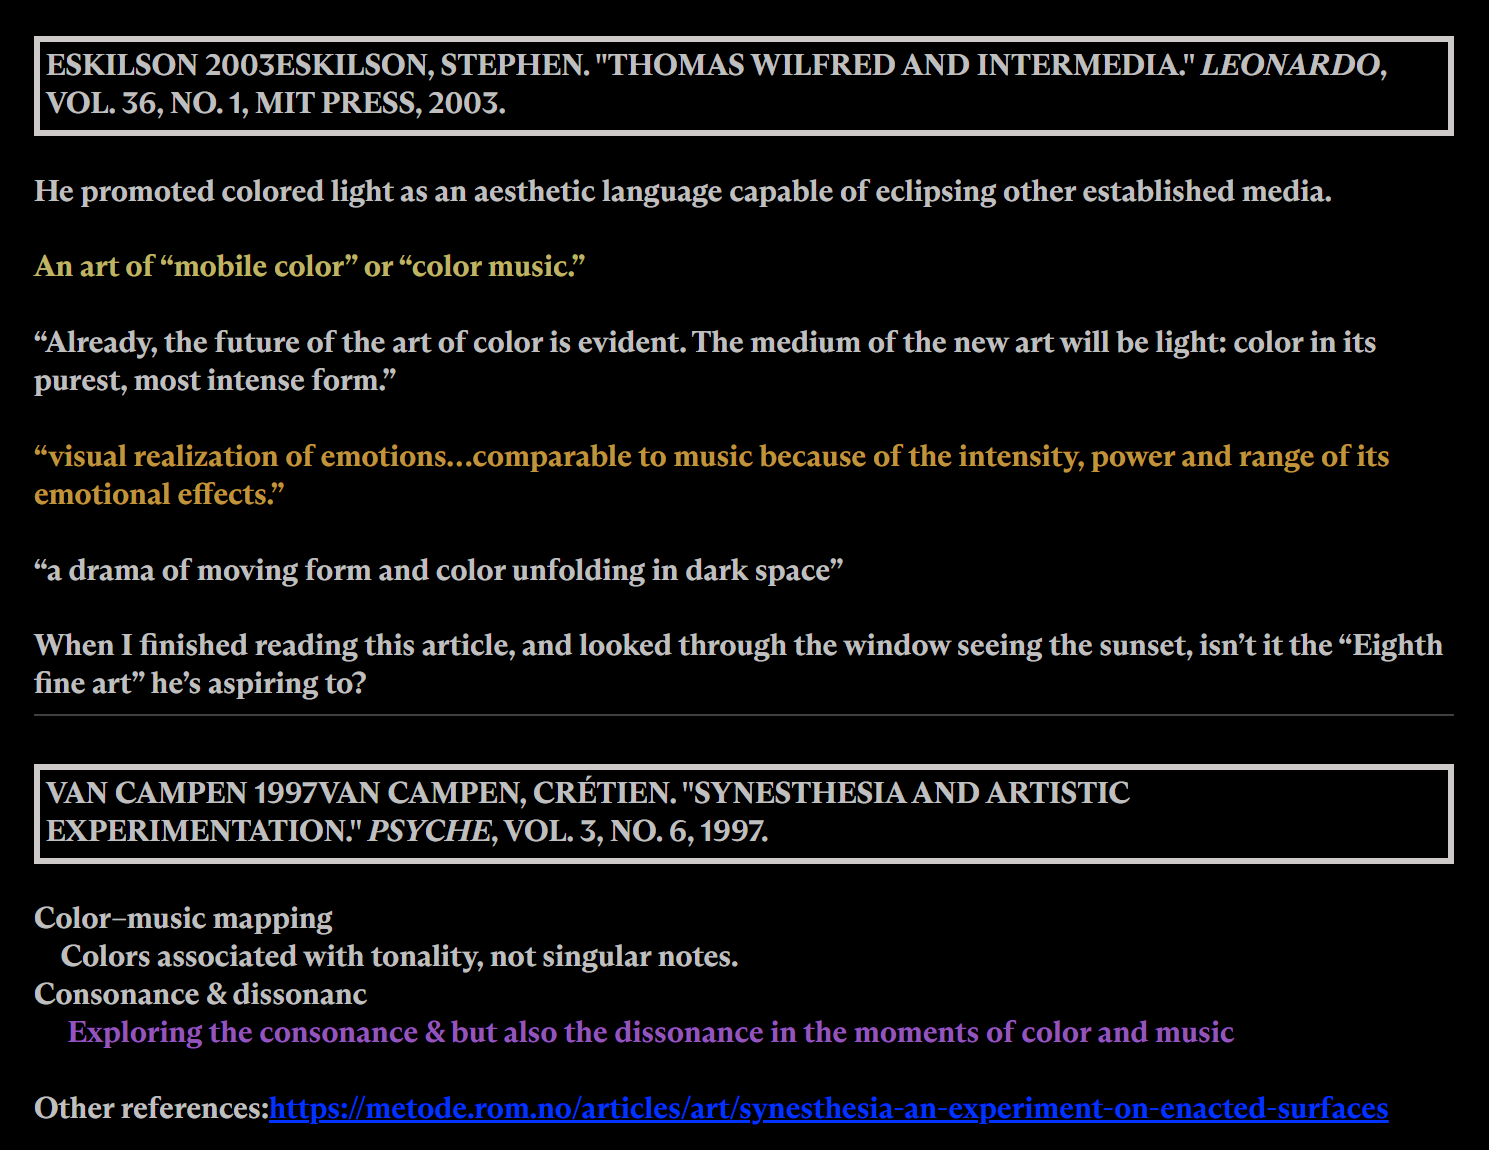 ESKILSON 2003ESKILSON, STEPHEN. "THOMAS WILFRED AND INTERMEDIA." LEONARDO,
VOL. 36, NO. 1, MIT PRESS, 2003.
He promoted colored light as an aesthetic language capable of eclipsing other established media.
An art of “mobile color” or “color music.”
“Already, the future of the art of color is evident. The medium of the new art will be light: color in its
purest, most intense form.”
“visual realization of emotions…comparable to music because of the intensity, power and range of its
emotional effects.”
“a drama of moving form and color unfolding in dark space”
When I finished reading this article, and looked through the window seeing the sunset, isn’t it the “Eighth
fine art” he’s aspiring to?
VAN CAMPEN 1997VAN CAMPEN, CRÉTIEN. "SYNESTHESIA AND ARTISTIC
EXPERIMENTATION." PSYCHE, VOL. 3, NO. 6, 1997.
Color–music mapping
Colors associated with tonality, not singular notes.
Consonance & dissonanc
Exploring the consonance & but also the dissonance in the moments of color and music
Other references:https://metode.rom.no/articles/art/synesthesia-an-experiment-on-enacted-surfaces